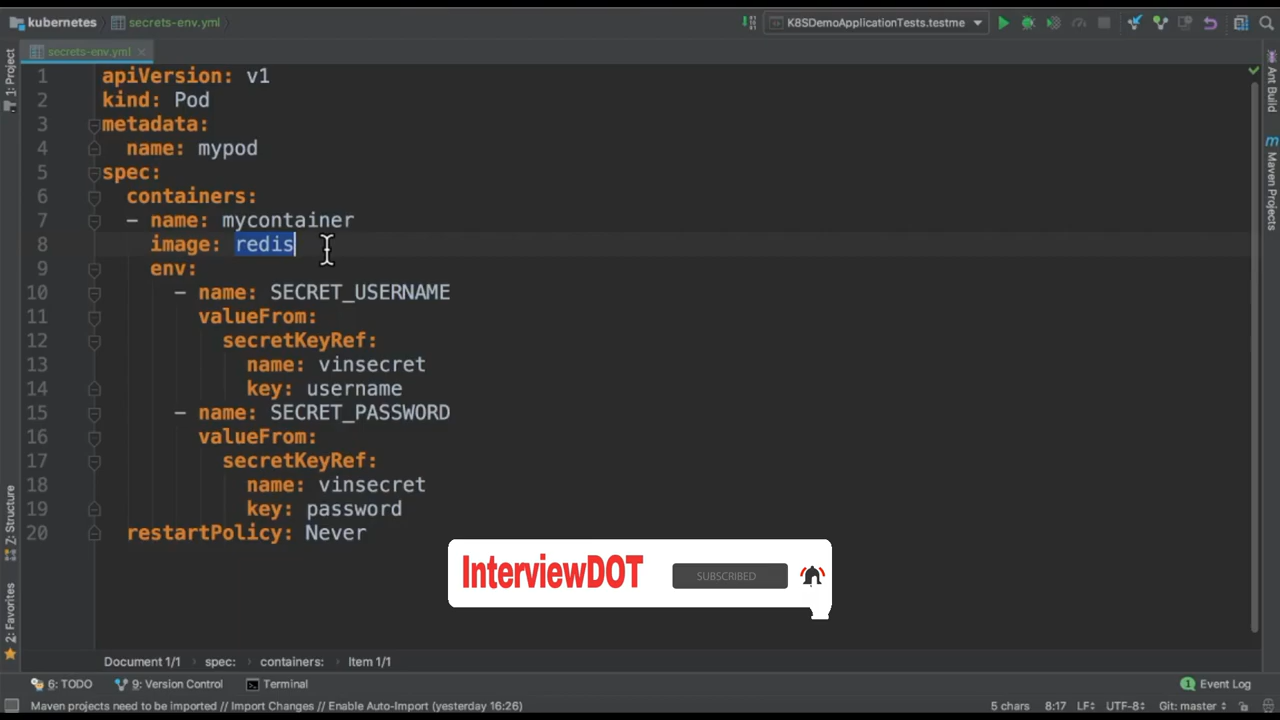 kubernetes
secrets-env.yml
K8SDemoApplicationTests.testme
secrets-env.yml
1: Project
Ant Build
Maven Projects
1 apiVersion: v1
2 kind: Pod
3 metadata:
4 name: mypod
5 spec:
6 containers:
7 - name: mycontainer
8 image: redis
9 env:
10 - name: SECRET_USERNAME
11 valueFrom:
12 secretKeyRef:
13 name: vinsecret
14 key: username
15 - name: SECRET_PASSWORD
16 valueFrom:
17 secretKeyRef:
18 name: vinsecret
19 key: password
20 restartPolicy: Never
Z: Structure
2: Favorites
InterviewDOT
SUBSCRIBED
Document 1/1 › spec: › containers: › Item 1/1
6: TODO
9: Version Control
Terminal
1 Event Log
Maven projects need to be imported // Import Changes // Enable Auto-Import (yesterday 16:26)
5 chars 8:17 LF÷ UTF-8÷ Git: master÷